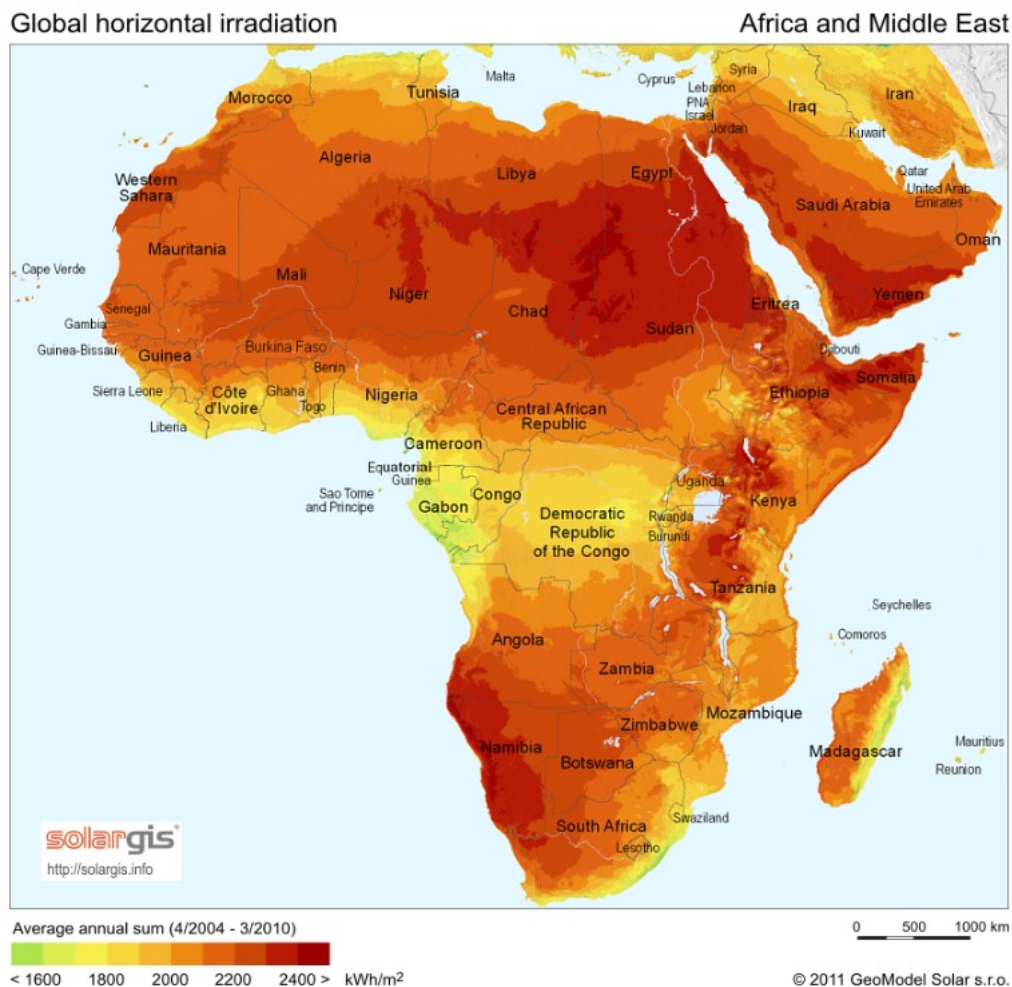 Global horizontal irradiation
Africa and Middle East
Malta
Cyprus
Syria
Lebanon
PNA
Israel
Jordan
Iraq
Iran
Kuwait
Morocco
Tunisia
Algeria
Libya
Egypt
Qatar
United Arab
Emirates
Saudi Arabia
Western
Sahara
Mauritania
Oman
Cape Verde
Mali
Niger
Chad
Sudan
Eritrea
Yemen
Senegal
Gambia
Guinea-Bissau
Guinea
Burkina Faso
Benin
Djibouti
Somalia
Sierra Leone
Côte
d'Ivoire
Ghana
Togo
Nigeria
Ethiopia
Liberia
Central African
Republic
Cameroon
Equatorial
Guinea
Sao Tome
and Principe
Gabon
Congo
Uganda
Kenya
Democratic
Republic
of the Congo
Rwanda
Burundi
Tanzania
Seychelles
Comoros
Angola
Zambia
Mozambique
Zimbabwe
Namibia
Botswana
Madagascar
Mauritius
Reunion
South Africa
Swaziland
Lesotho
solargis
http://solargis.info
Average annual sum (4/2004 - 3/2010)
< 1600 1800 2000 2200 2400 > kWh/m²
0 500 1000 km
© 2011 GeoModel Solar s.r.o.